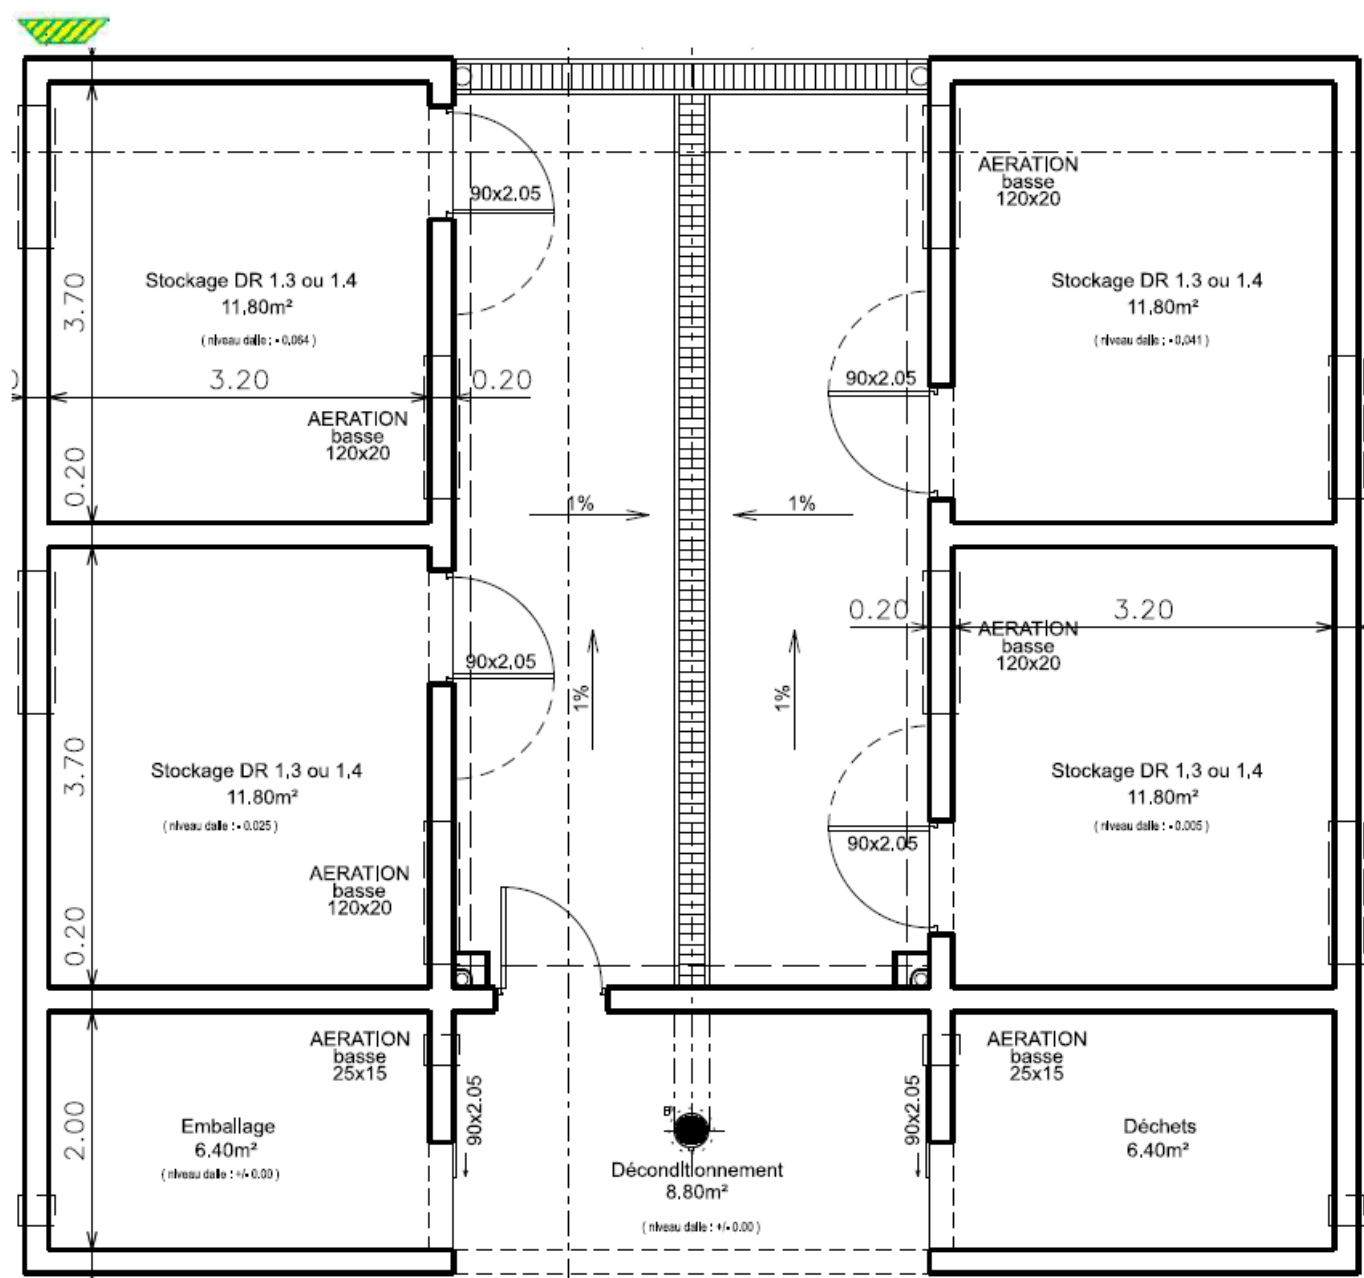 90x2.05
AERATION
basse
120x20
Stockage DR 1.3 ou 1.4
11,80m²
( niveau dalle : - 0.064 )
3.70
3.20
0.20
90x2.05
Stockage DR 1.3 ou 1.4
11,80m²
( niveau dalle : - 0.041 )
AERATION
basse
120x20
0.20
1%
1%
0.20
3.20
AERATION
basse
120x20
90x2.05
1%
1%
3.70
Stockage DR 1,3 ou 1,4
11.80m²
( niveau dalle : - 0.025 )
Stockage DR 1,3 ou 1,4
11.80m²
( niveau dalle : - 0.005 )
90x2.05
AERATION
basse
120x20
0.20
AERATION
basse
25x15
AERATION
basse
25x15
90x2.05
90x2.05
2.00
Emballage
6.40m²
( niveau dalle : +/- 0.00 )
Déconditionnement
8.80m²
( niveau dalle : +/- 0.00 )
Déchets
6.40m²